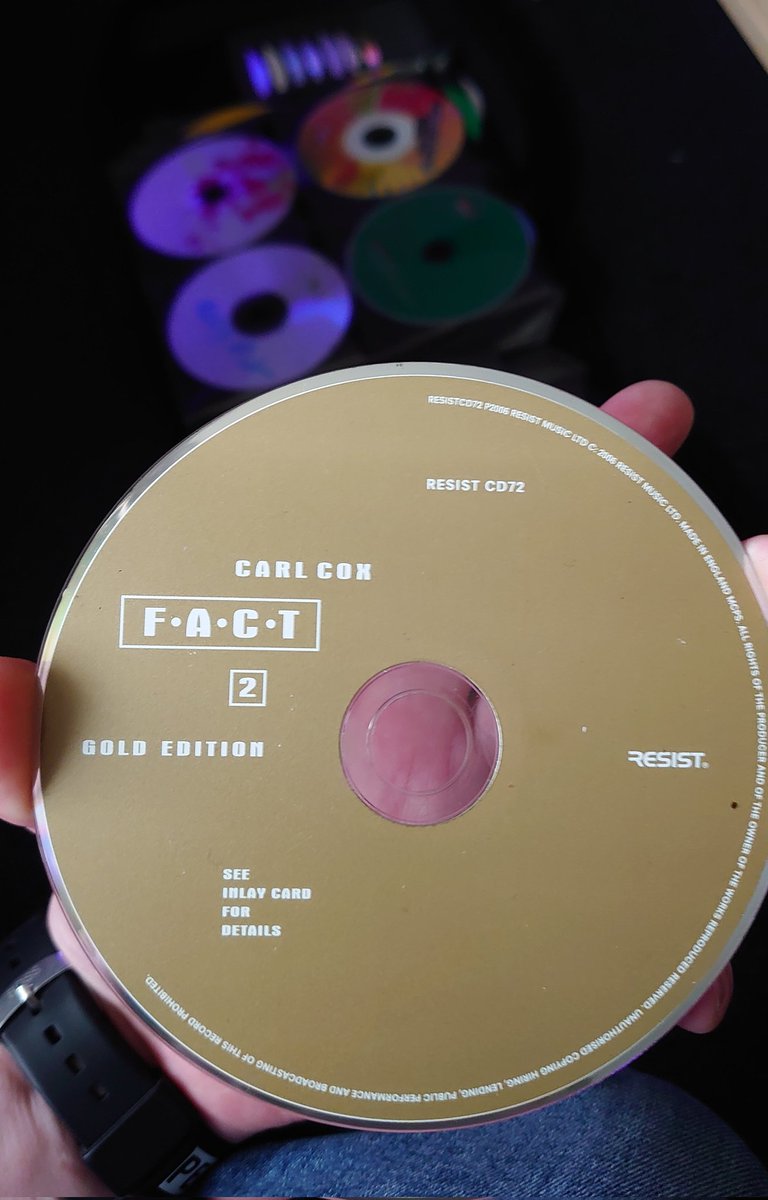 RESISTCD72 P2006 RESIST MUSIC LTD C 2006 RESIST MUSIC LTD. MADE IN ENGLAND MCPS. ALL RIGHTS OF THE PRODUCER AND OF THE OWNER OF THE WORKS REPRODUCED RESERVED. UNAUTHORISED COPYING HIRING, LENDING, PUBLIC PERFORMANCE AND BROADCASTING OF THIS RECORD PROHIBITED.
RESIST CD72
CARL COX
F·A·C·T
2
GOLD EDITION
RESIST®
SEE
INLAY CARD
FOR
DETAILS